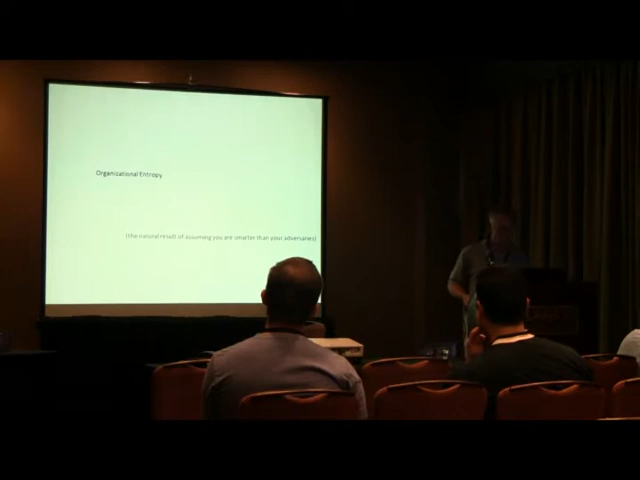 Organizational Entropy
(the natural result of assuming you are smarter than your adversaries)